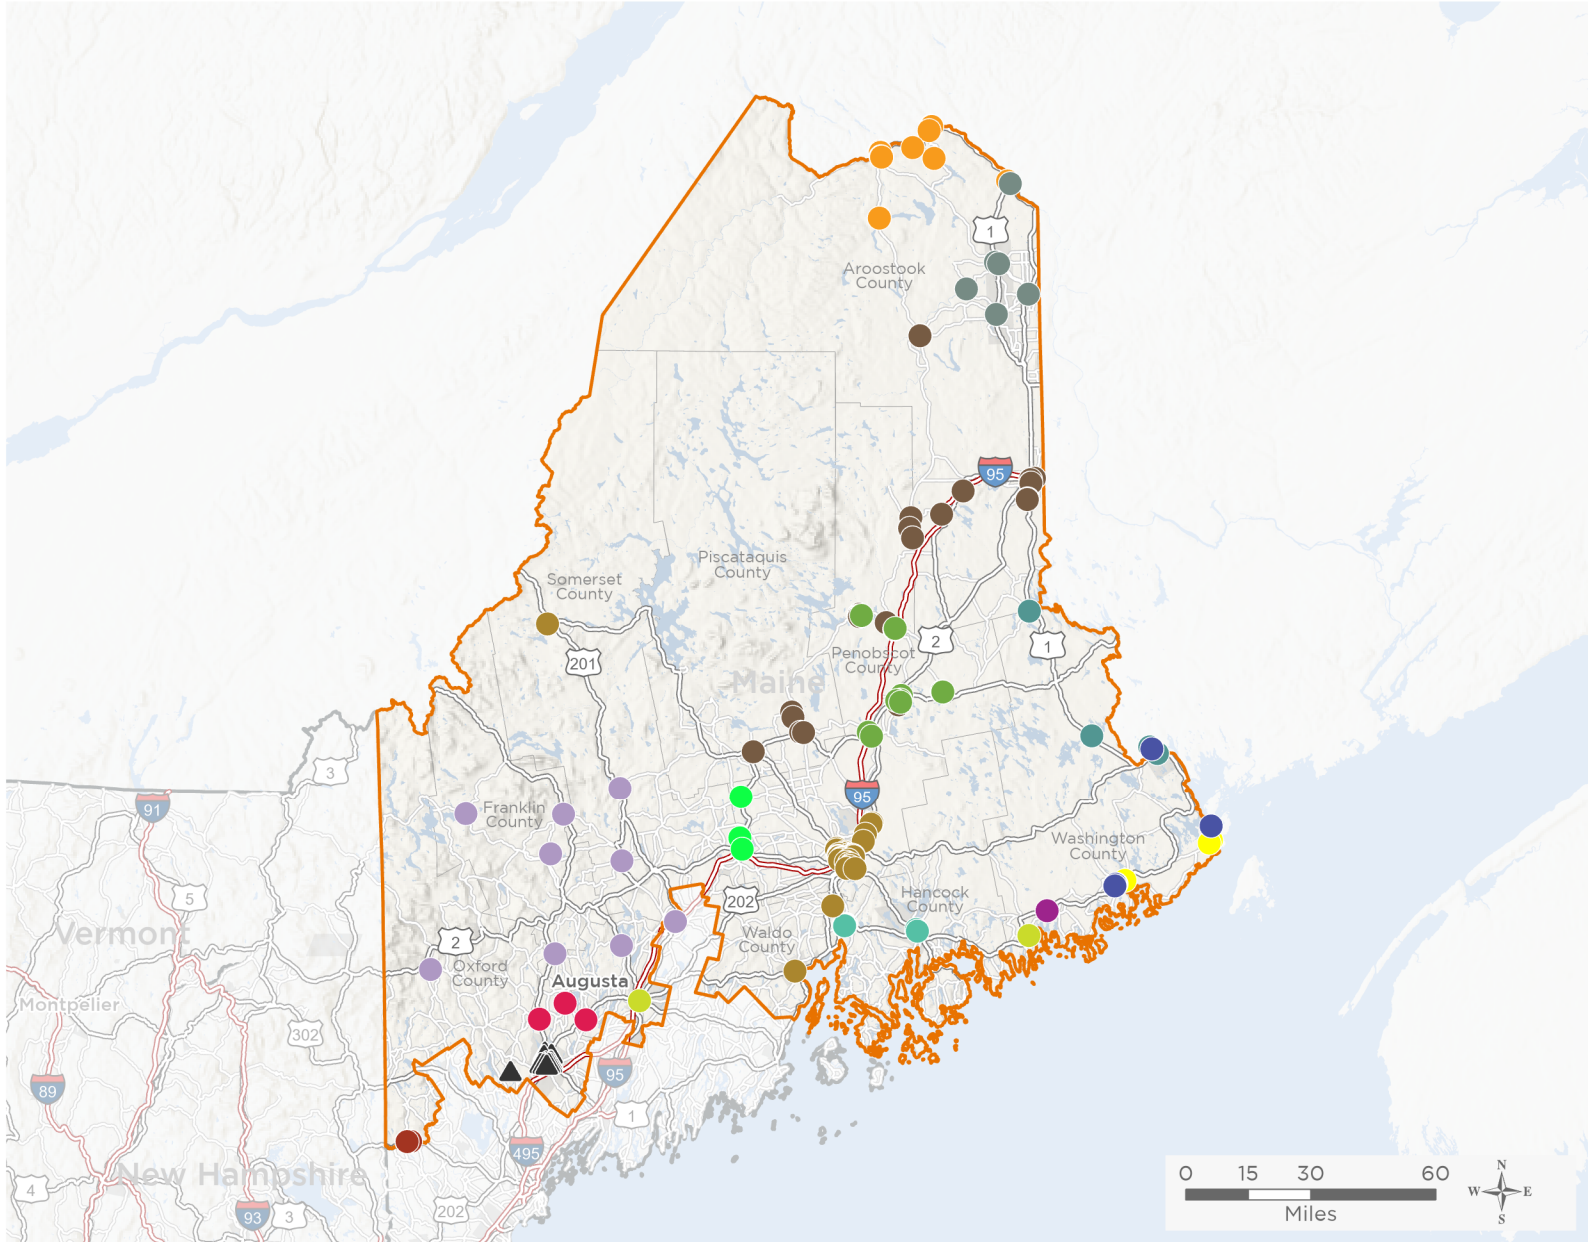 1
Aroostook
County
95
Piscataquis
County
Somerset
County
201
2
1
Penobscot
County
Maine
3
91
95
Franklin
County
Washington
County
5
202
Hancock
County
Vermont
2
Waldo
County
Oxford
County
Augusta
Montpelier
302
95
89
1
495
New Hampshire
4
93
3
202
0 15 30 60
Miles
N
W E
S